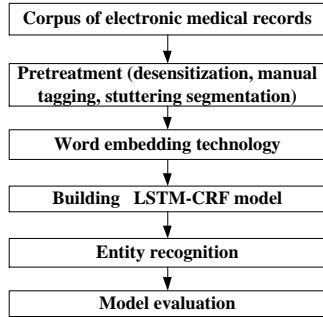 Corpus of electronic medical records
Pretreatment (desensitization, manual
tagging, stuttering segmentation)
Word embedding technology
Building LSTM-CRF model
Entity recognition
Model evaluation